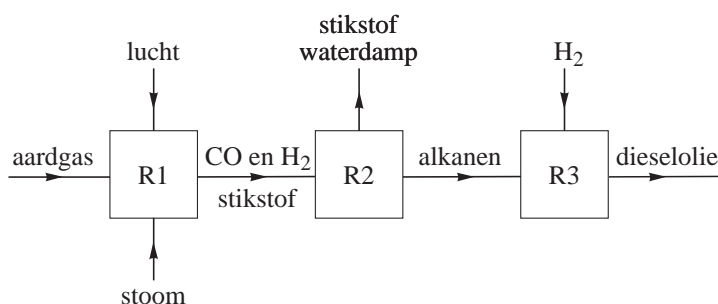 stikstof
lucht
waterdamp
H₂
aardgas
R1
CO en H₂
stikstof
R2
alkanen
R3
dieselolie
stoom